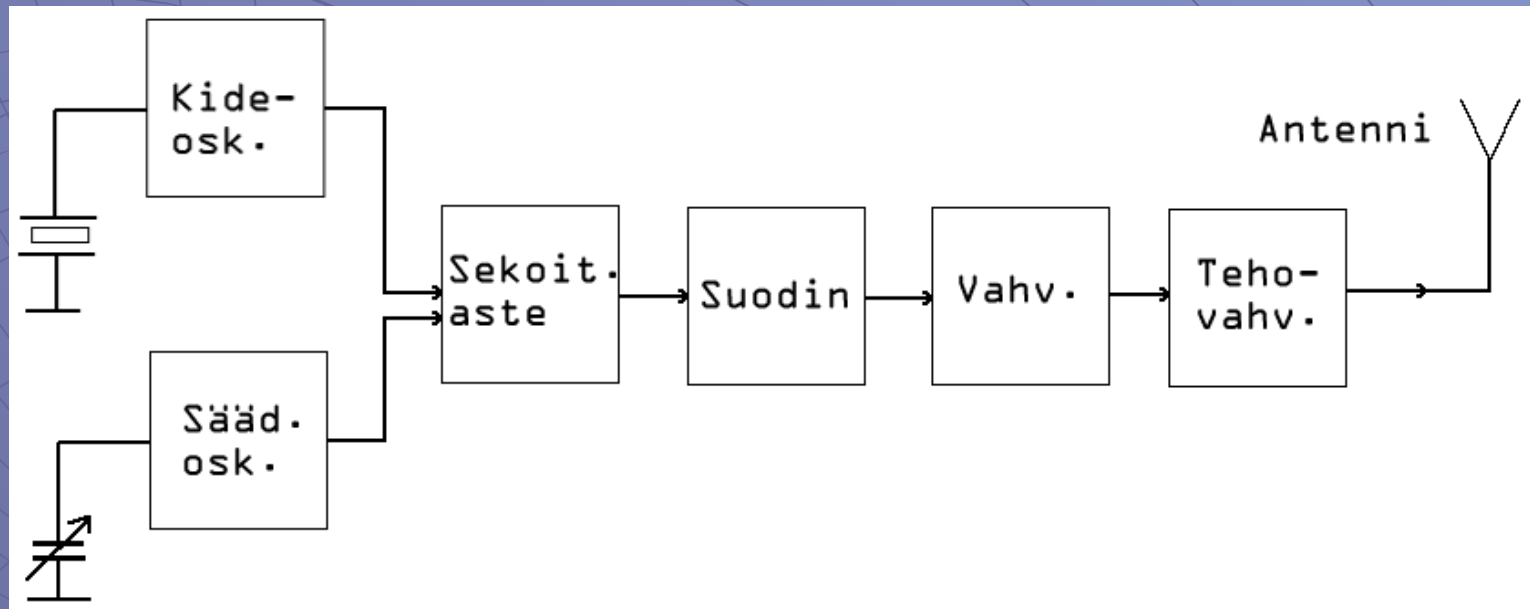 Kide-
osk.
Antenni
Sekoit.
aste
Suodin
Vahv.
Teho-
vahv.
Sääd.
osk.